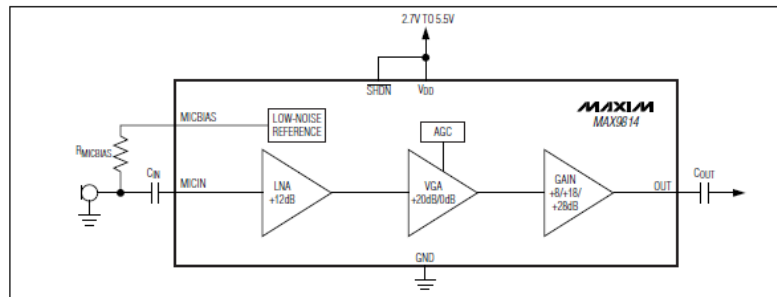 2.7V TO 5.5V
SHDN
VDD
MAXIM
MAX9814
MICBIAS
LOW-NOISE
REFERENCE
AGC
RMICBIAS
CIN
MICIN
LNA
+12dB
VGA
+20dB/0dB
GAIN
+8/+18/
+28dB
OUT
COUT
GND